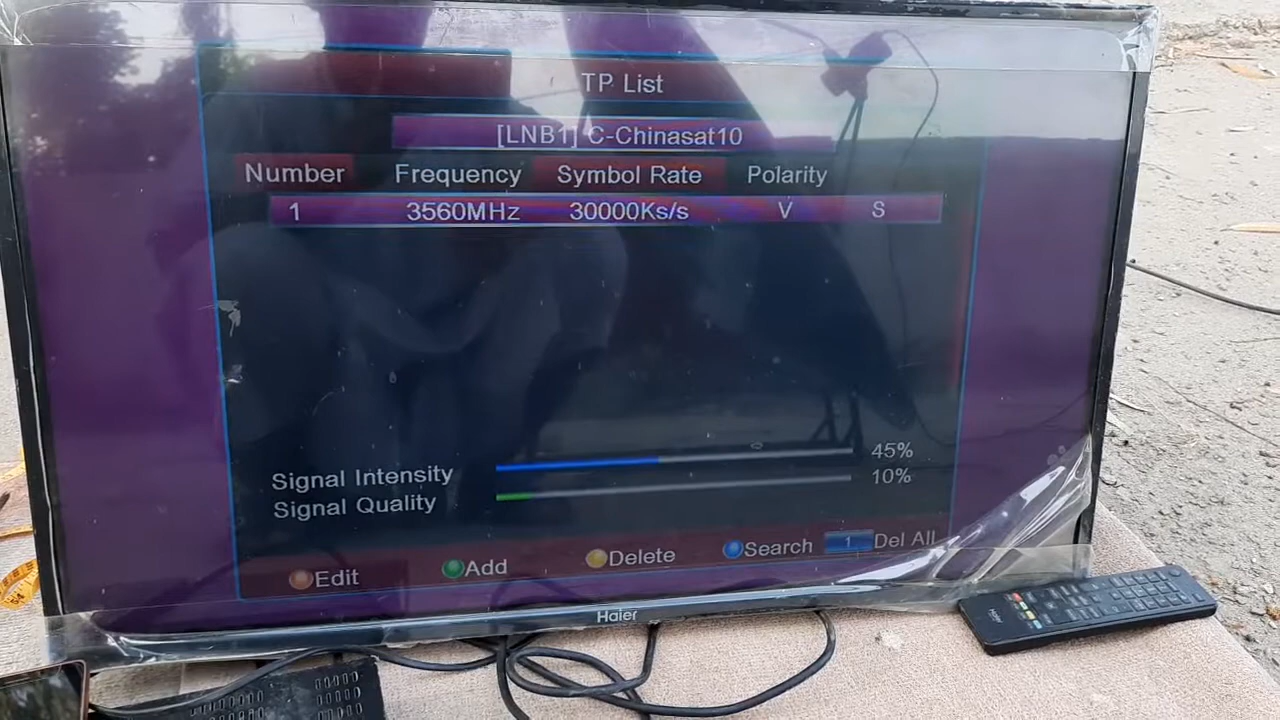 TP List
[LNB1] C-Chinasat10
Number Frequency Symbol Rate Polarity
1 3560MHz 30000Ks/s V S
Signal Intensity 45%
Signal Quality 10%
Edit Add Delete Search 1 Del All
Haier
Haier